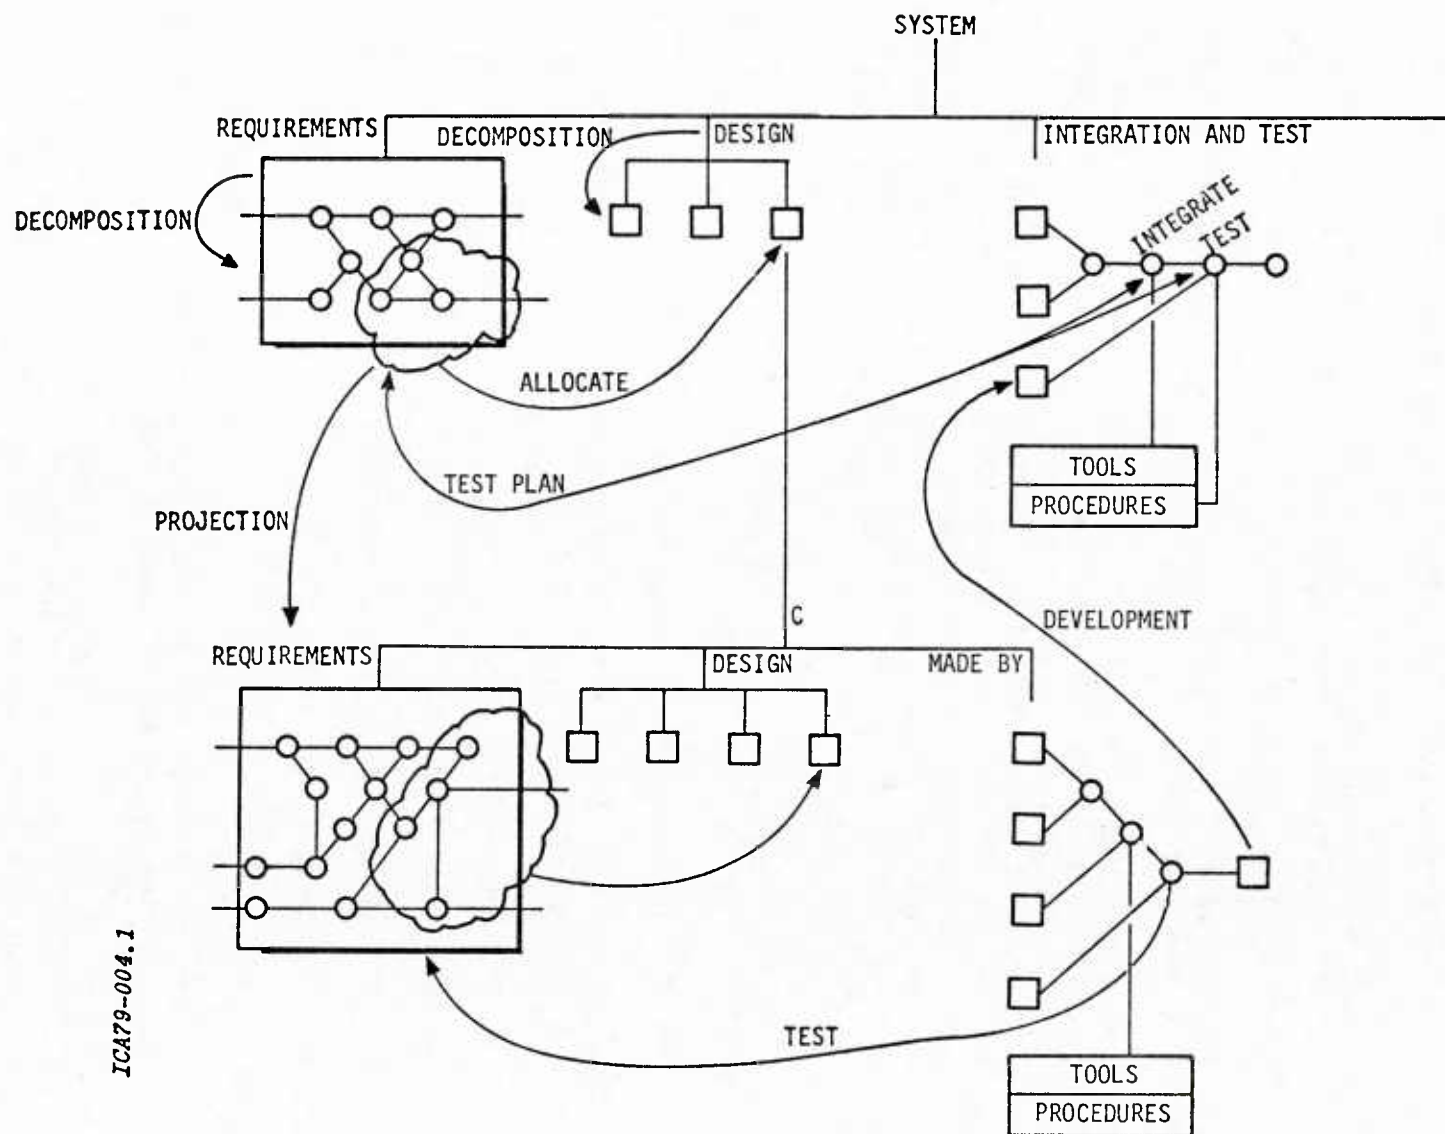 SYSTEM
REQUIREMENTS
DECOMPOSITION
DESIGN
INTEGRATION AND TEST
DECOMPOSITION
INTEGRATE
TEST
ALLOCATE
TEST PLAN
TOOLS
PROCEDURES
PROJECTION
C
DEVELOPMENT
REQUIREMENTS
DESIGN
MADE BY
TEST
TOOLS
PROCEDURES
ICA79-004.1